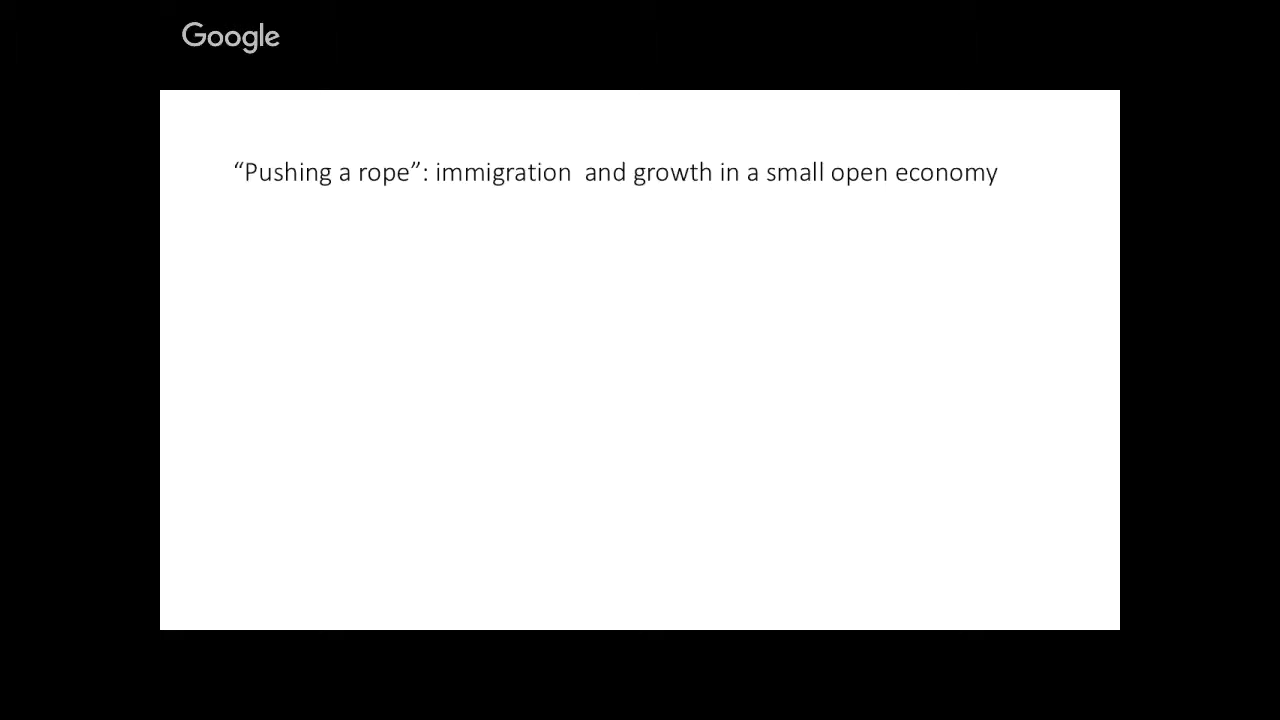 Google
“Pushing a rope”: immigration  and growth in a small open economy